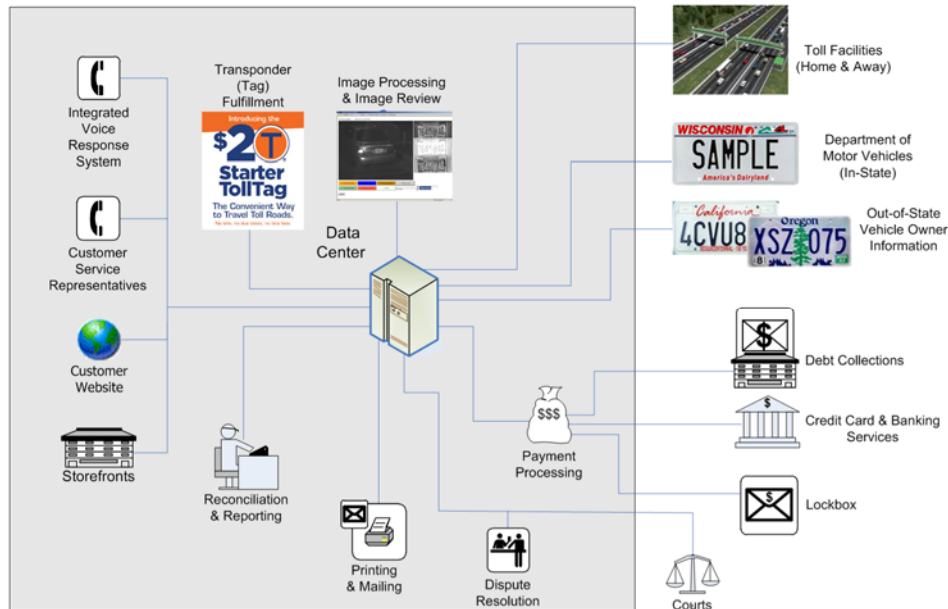 Integrated
Voice
Response
System
Customer
Service
Representatives
Customer
Website
Storefronts
Transponder
(Tag)
Fulfillment
Introducing the
$2 T
Starter
TollTag
The Convenient Way
to Travel Toll Roads.
Image Processing
& Image Review
Data
Center
Reconciliation
& Reporting
Printing
& Mailing
Dispute
Resolution
$$$
Payment
Processing
Toll Facilities
(Home & Away)
WISCONSIN
SAMPLE
America's Dairyland
Department of
Motor Vehicles
(In-State)
California
4CVU8
Oregon
XSZ 075
8
Out-of-State
Vehicle Owner
Information
$
Debt Collections
$
Credit Card & Banking
Services
$
Lockbox
Courts